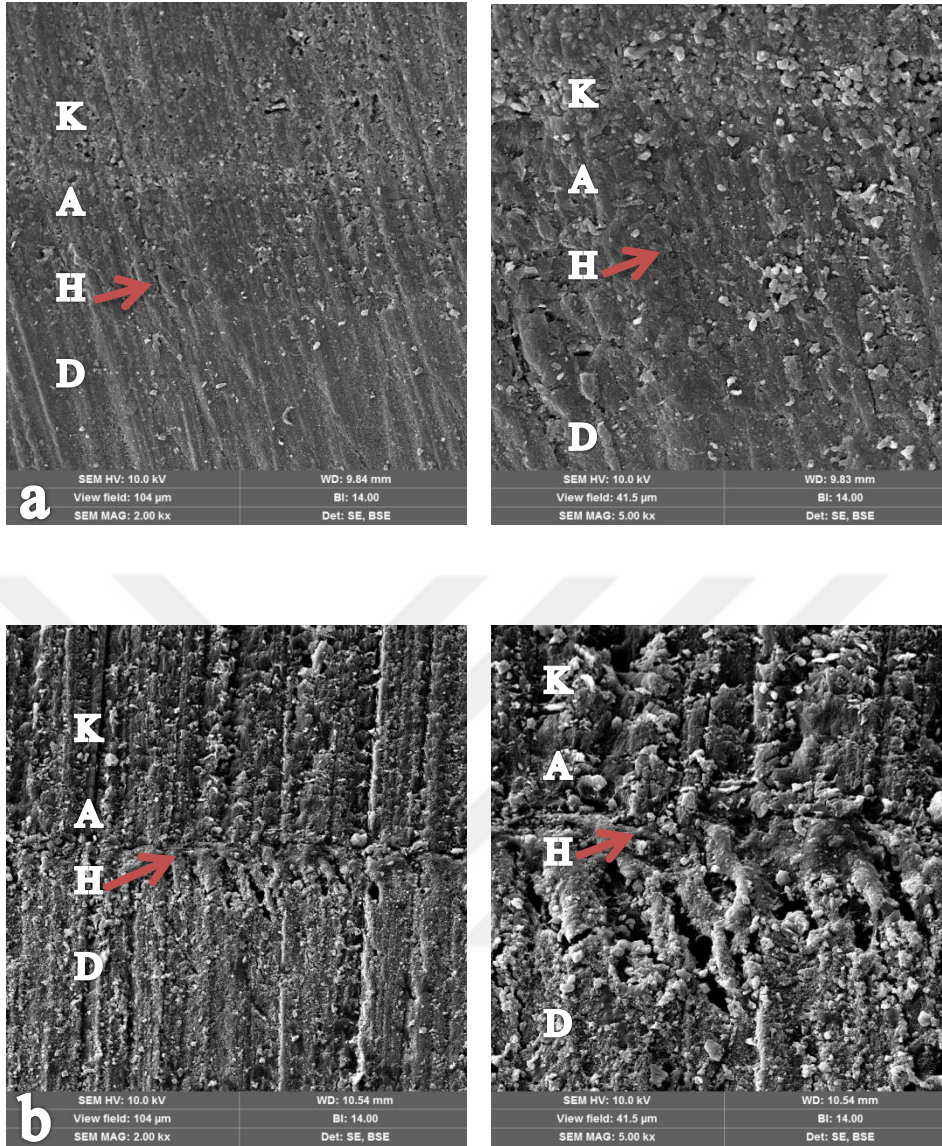 K
A
H
D
SEM HV: 10.0 kV WD: 9.84 mm
View field: 104 µm BI: 14.00
SEM MAG: 2.00 kx Det: SE, BSE
a
K
A
H
D
SEM HV: 10.0 kV WD: 9.83 mm
View field: 41.5 µm BI: 14.00
SEM MAG: 5.00 kx Det: SE, BSE
K
A
H
D
SEM HV: 10.0 kV WD: 10.54 mm
View field: 104 µm BI: 14.00
SEM MAG: 2.00 kx Det: SE, BSE
b
K
A
H
D
SEM HV: 10.0 kV WD: 10.54 mm
View field: 41.5 µm BI: 14.00
SEM MAG: 5.00 kx Det: SE, BSE